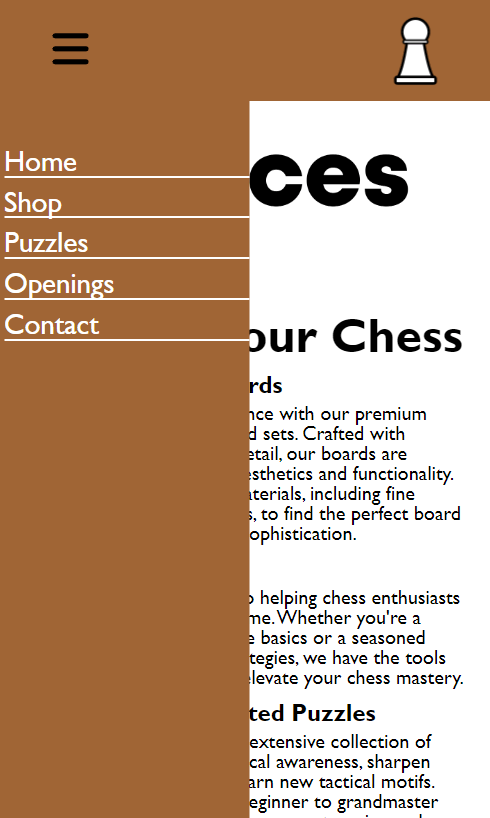 Home
Shop
Puzzles
Openings
Contact
ces
our Chess
rds
nce with our premium
d sets. Crafted with
etail, our boards are
esthetics and functionality.
aterials, including fine
s, to find the perfect board
ophistication.
o helping chess enthusiasts
me. Whether you're a
e basics or a seasoned
tegies, we have the tools
elevate your chess mastery.
ted Puzzles
extensive collection of
cal awareness, sharpen
arn new tactical motifs.
eginner to grandmaster